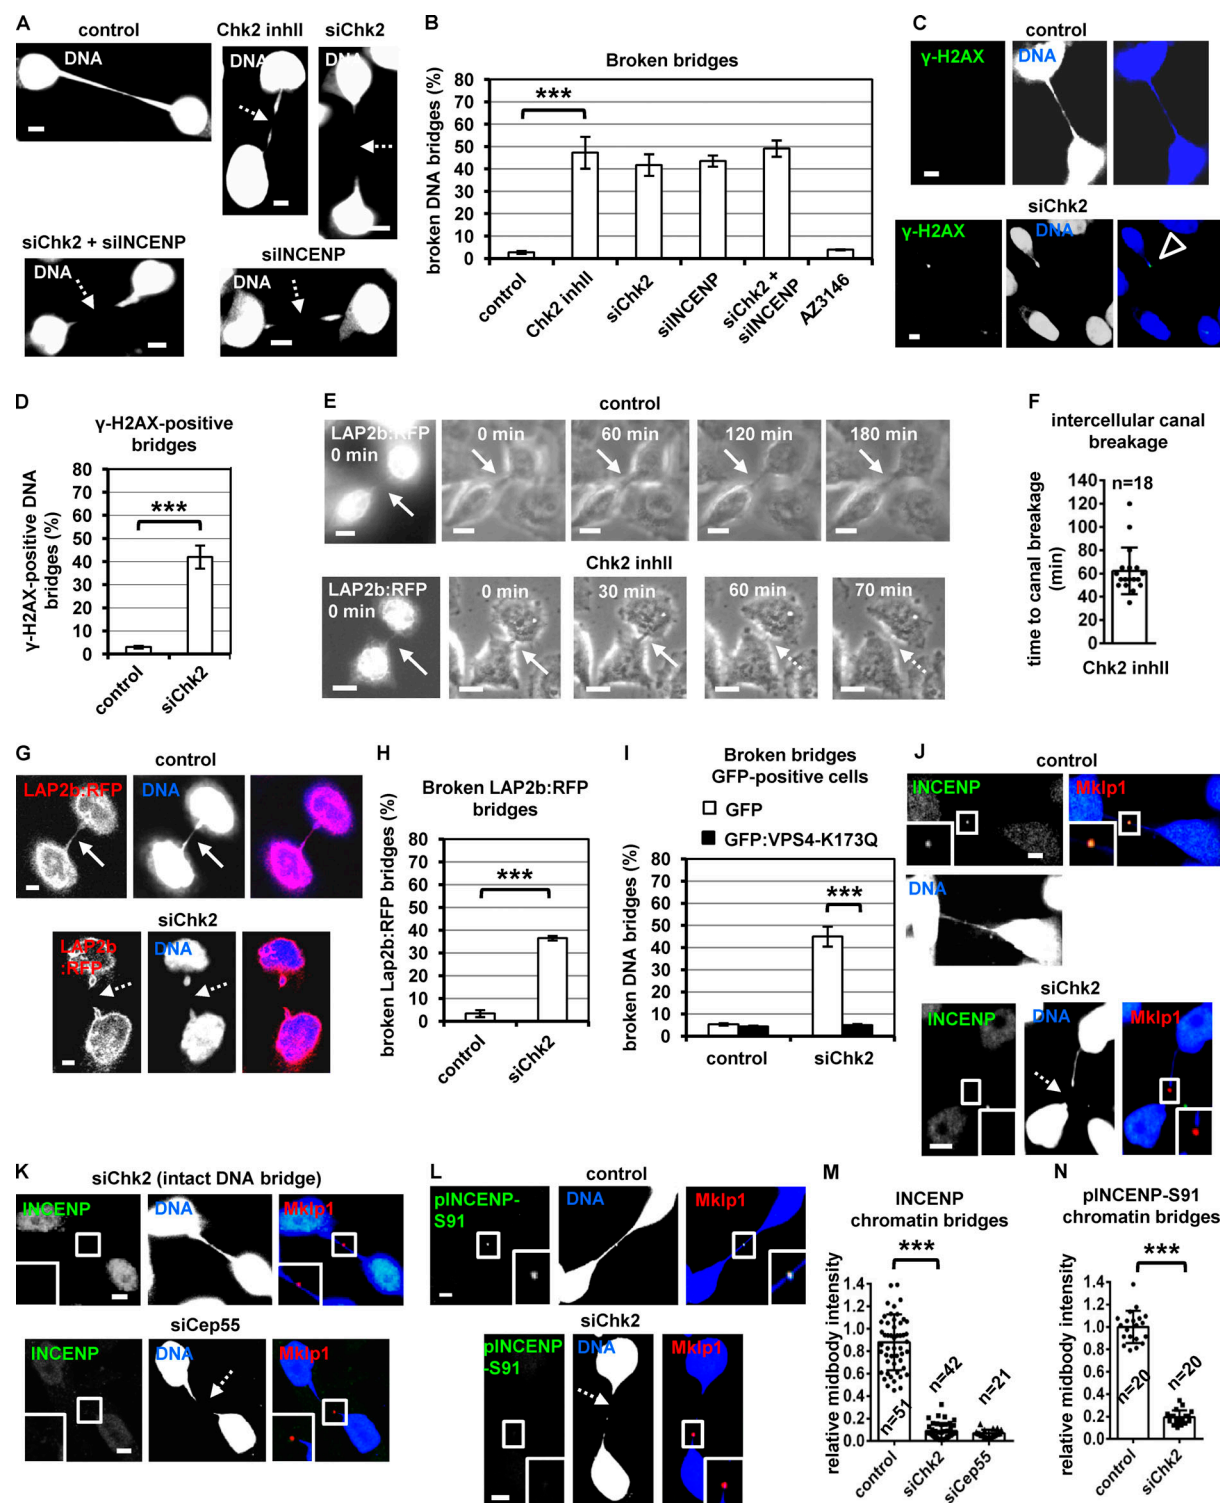 A
control
DNA
Chk2 inhII
DNA
siChk2
DNA
siChk2 + siINCENP
DNA
siINCENP
DNA
B
Broken bridges
broken DNA bridges (%)
80
70
60
50
40
30
20
10
0
***
control
Chk2 inhII
siChk2
siINCENP
siChk2 +
siINCENP
AZ3146
C
control
γ-H2AX
DNA
siChk2
γ-H2AX
DNA
D
γ-H2AX-positive
bridges
γ-H2AX-positive DNA
bridges (%)
80
70
60
50
40
30
20
10
0
***
control
siChk2
E
control
LAP2b:RFP
0 min
0 min
60 min
120 min
180 min
Chk2 inhII
LAP2b:RFP
0 min
0 min
30 min
60 min
70 min
F
intercellular canal
breakage
time to canal breakage
(min)
n=18
140
120
100
80
60
40
20
0
Chk2 inhII
G
control
LAP2b:RFP
DNA
siChk2
LAP2b
:RFP
DNA
H
Broken LAP2b:RFP
bridges
broken Lap2b:RFP bridges (%)
80
70
60
50
40
30
20
10
0
***
control
siChk2
I
Broken bridges
GFP-positive cells
GFP
GFP:VPS4-K173Q
broken DNA bridges (%)
80
70
60
50
40
30
20
10
0
***
control
siChk2
J
control
INCENP
Mklp1
DNA
siChk2
INCENP
DNA
Mklp1
K
siChk2 (intact DNA bridge)
INCENP
DNA
Mklp1
siCep55
INCENP
DNA
Mklp1
L
control
pINCENP-
S91
DNA
Mklp1
siChk2
pINCENP
-S91
DNA
Mklp1
M
INCENP
chromatin bridges
relative midbody intensity
***
1.4
1.2
1.0
0.8
0.6
0.4
0.2
0.0
n=51
n=42
n=21
control
siChk2
siCep55
N
pINCENP-S91
chromatin bridges
relative midbody intensity
***
1.4
1.2
1.0
0.8
0.6
0.4
0.2
0.0
n=20
n=20
control
siChk2